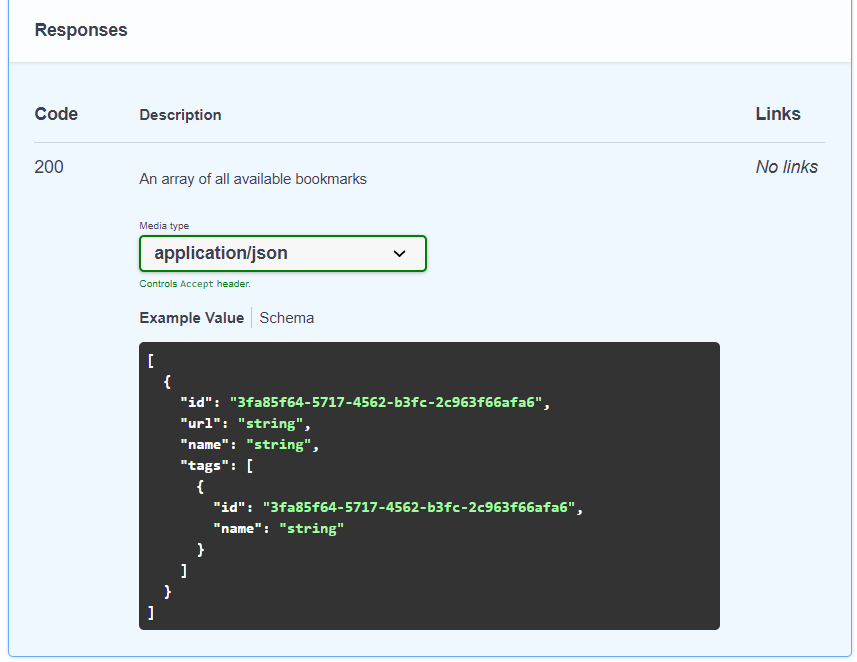 Responses
Code Description Links
200 An array of all available bookmarks No links
Media type
application/json
Controls Accept header.
Example Value Schema
[
  {
    "id": "3fa85f64-5717-4562-b3fc-2c963f66afa6",
    "url": "string",
    "name": "string",
    "tags": [
      {
        "id": "3fa85f64-5717-4562-b3fc-2c963f66afa6",
        "name": "string"
      }
    ]
  }
]